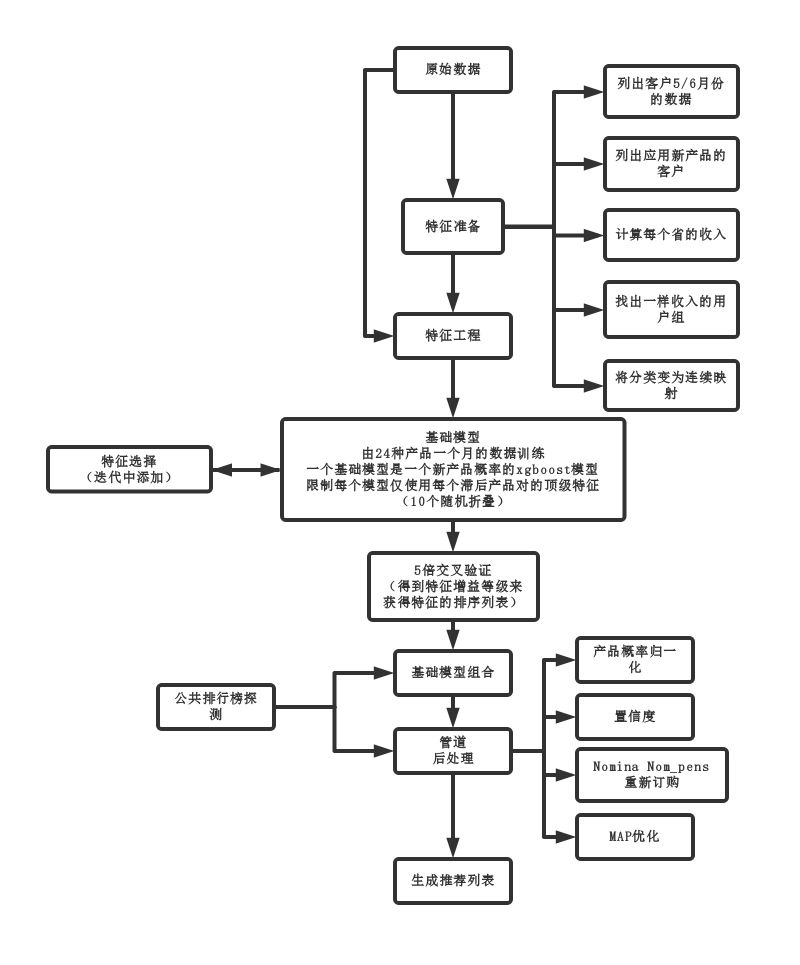 原始数据
列出客户5/6月份
的数据
列出应用新产品的
客户
特征准备
计算每个省的收入
找出一样收入的用
户组
特征工程
将分类变为连续映
射
基础模型
由24种产品一个月的数据训练
一个基础模型是一个新产品概率的xgboost模型
限制每个模型仅使用每个滞后产品对的顶级特征
（10个随机折叠）
特征选择
（迭代中添加）
5倍交叉验证
（得到特征增益等级来
获得特征的排序列表）
基础模型组合
产品概率归一
化
公共排行榜探
测
置信度
管道
后处理
Nomina Nom_pens
重新订购
MAP优化
生成推荐列表